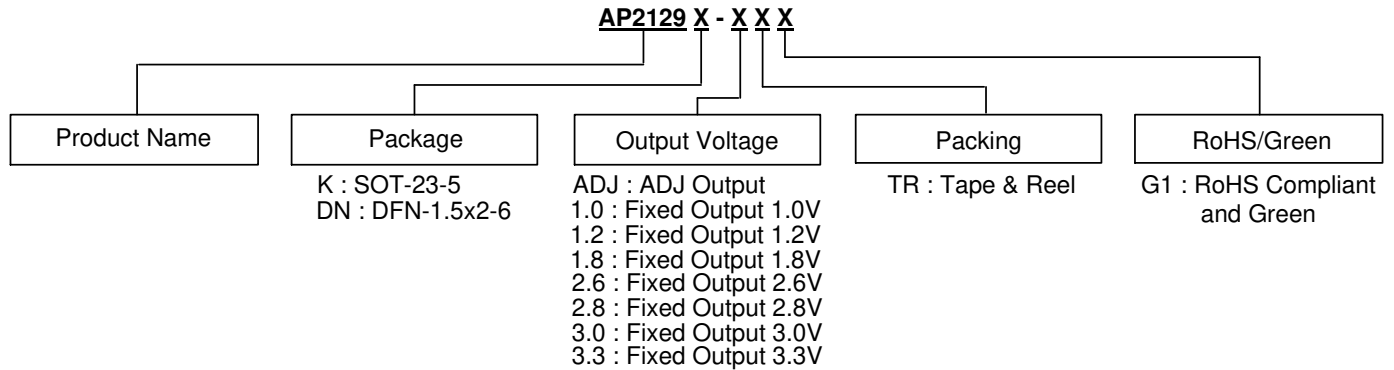 AP2129 X - X X X
Product Name
Package
Output Voltage
Packing
RoHS/Green
K : SOT-23-5
DN : DFN-1.5x2-6
ADJ : ADJ Output
1.0 : Fixed Output 1.0V
1.2 : Fixed Output 1.2V
1.8 : Fixed Output 1.8V
2.6 : Fixed Output 2.6V
2.8 : Fixed Output 2.8V
3.0 : Fixed Output 3.0V
3.3 : Fixed Output 3.3V
TR : Tape & Reel
G1 : RoHS Compliant
and Green